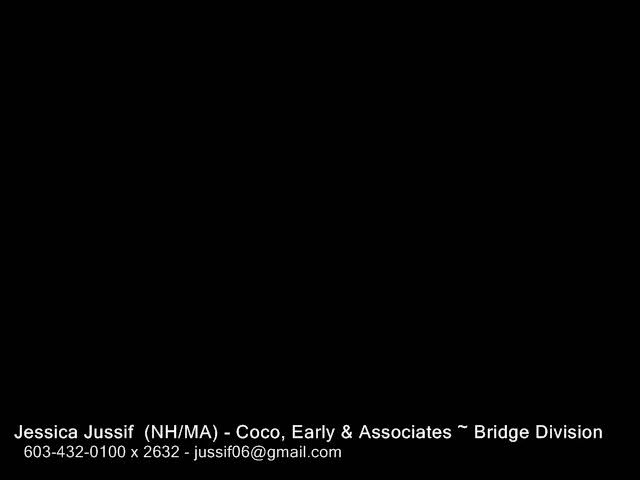 Jessica Jussif (NH/MA) - Coco, Early & Associates ~ Bridge Division
603-432-0100 x 2632 - jussif06@gmail.com